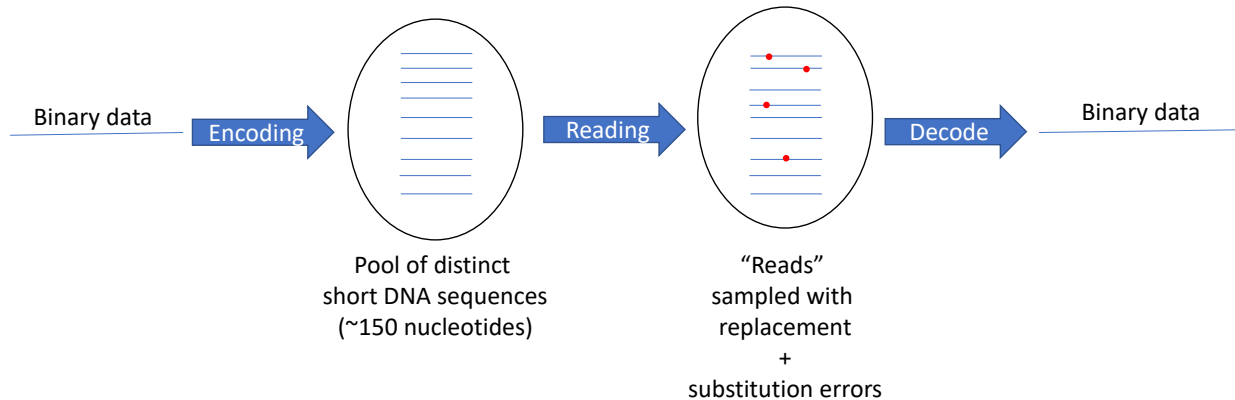 Binary data
Encoding
Reading
Decode
Binary data
Pool of distinct
short DNA sequences
(~150 nucleotides)
“Reads”
sampled with
replacement
+
substitution errors